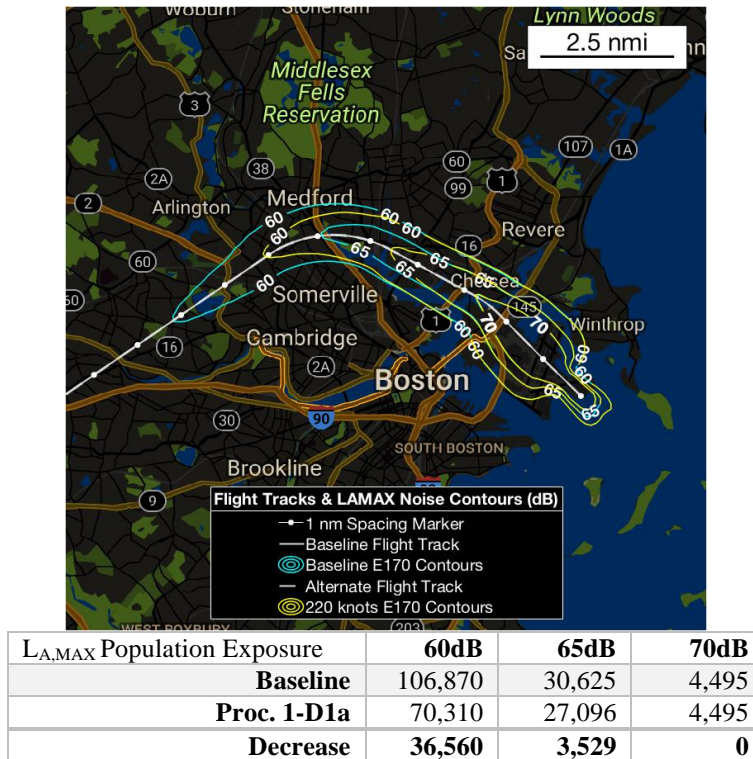 Woburn
Stoneham
Lynn Woods
2.5 nmi
Middlesex
Fells
Reservation
3
107
1A
38
60
99
1
2A
2
Arlington
Medford
Revere
60
60
60
60
60
16
65
65
65
Chelsea
145
60
60
Somerville
16
Cambridge
1
60
60
70
70
Winthrop
60
60
65
65
2A
Boston
90
30
SOUTH BOSTON
Brookline
9
Flight Tracks & LAMAX Noise Contours (dB)
1 nm Spacing Marker
Baseline Flight Track
Baseline E170 Contours
Alternate Flight Track
220 knots E170 Contours
WEST ROXBURY
203
LA,MAX Population Exposure 60dB 65dB 70dB
Baseline 106,870 30,625 4,495
Proc. 1-D1a 70,310 27,096 4,495
Decrease 36,560 3,529 0